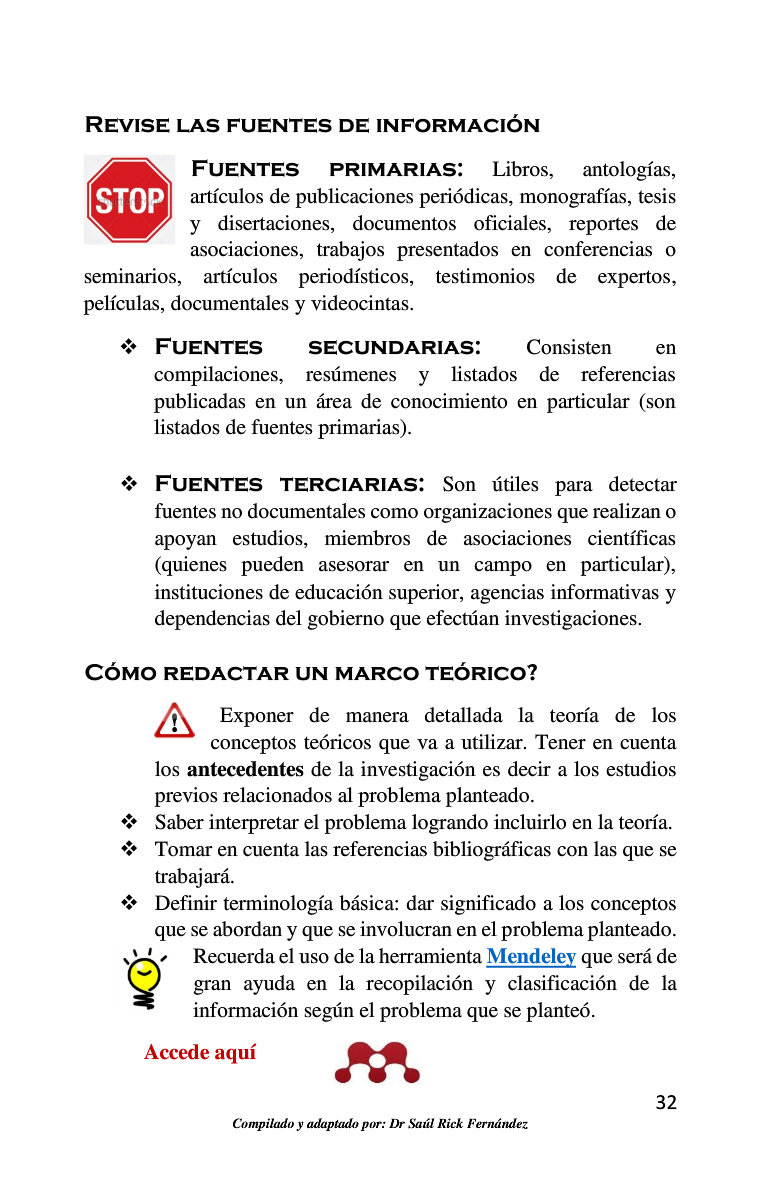 REVISE LAS FUENTES DE INFORMACIÓN
STOP
FUENTES PRIMARIAS: Libros, antologías,
artículos de publicaciones periódicas, monografías, tesis
y disertaciones, documentos oficiales, reportes de
asociaciones, trabajos presentados en conferencias o
seminarios, artículos periodísticos, testimonios de expertos,
películas, documentales y videocintas.
❖ FUENTES SECUNDARIAS: Consisten en
compilaciones, resúmenes y listados de referencias
publicadas en un área de conocimiento en particular (son
listados de fuentes primarias).
❖ FUENTES TERCIARIAS: Son útiles para detectar
fuentes no documentales como organizaciones que realizan o
apoyan estudios, miembros de asociaciones científicas
(quienes pueden asesorar en un campo en particular),
instituciones de educación superior, agencias informativas y
dependencias del gobierno que efectúan investigaciones.
CÓMO REDACTAR UN MARCO TEÓRICO?
Exponer de manera detallada la teoría de los
conceptos teóricos que va a utilizar. Tener en cuenta
los antecedentes de la investigación es decir a los estudios
previos relacionados al problema planteado.
❖ Saber interpretar el problema logrando incluirlo en la teoría.
❖ Tomar en cuenta las referencias bibliográficas con las que se
trabajará.
❖ Definir terminología básica: dar significado a los conceptos
que se abordan y que se involucran en el problema planteado.
Recuerda el uso de la herramienta Mendeley que será de
gran ayuda en la recopilación y clasificación de la
información según el problema que se planteó.
Accede aquí
32
Compilado y adaptado por: Dr Saúl Rick Fernández